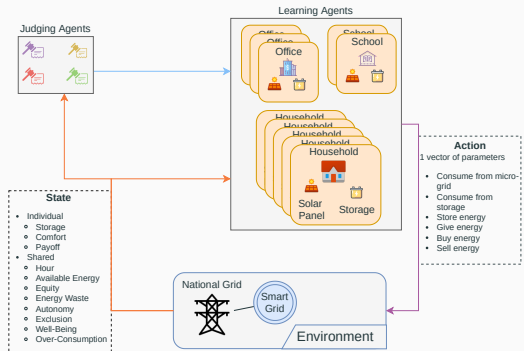 Learning Agents
Judging Agents
Office
Office
Office
School
School
Household
Household
Household
Household
Household
Solar
Panel
Storage
Action
1 vector of parameters
• Consume from micro-
grid
• Consume from
storage
• Store energy
• Give energy
• Buy energy
• Sell energy
State
• Individual
Storage
Comfort
Payoff
• Shared
Hour
Available Energy
Equity
Energy Waste
Autonomy
Exclusion
Well-Being
Over-Consumption
National Grid
Smart
Grid
Environment